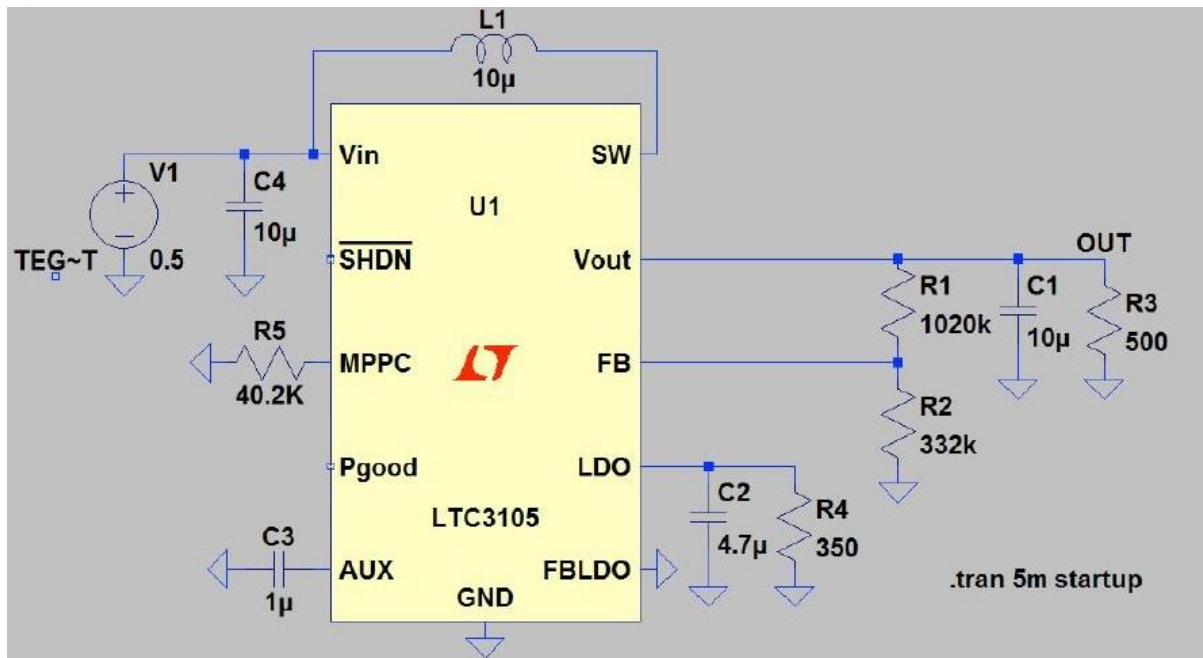 L1
10µ
V1
TEG~T
0.5
C4
10µ
Vin
SW
U1
SHDN
Vout
OUT
R1
1020k
C1
10µ
R3
500
R5
40.2K
MPPC
FB
R2
332k
Pgood
LDO
LTC3105
C2
4.7µ
R4
350
C3
1µ
AUX
FBLDO
GND
.tran 5m startup